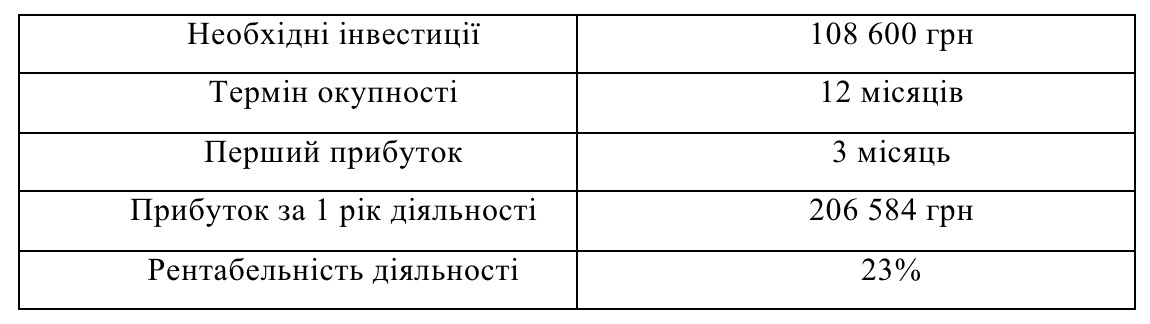 Необхідні інвестиції 108 600 грн
Термін окупності 12 місяців
Перший прибуток 3 місяць
Прибуток за 1 рік діяльності 206 584 грн
Рентабельність діяльності 23%